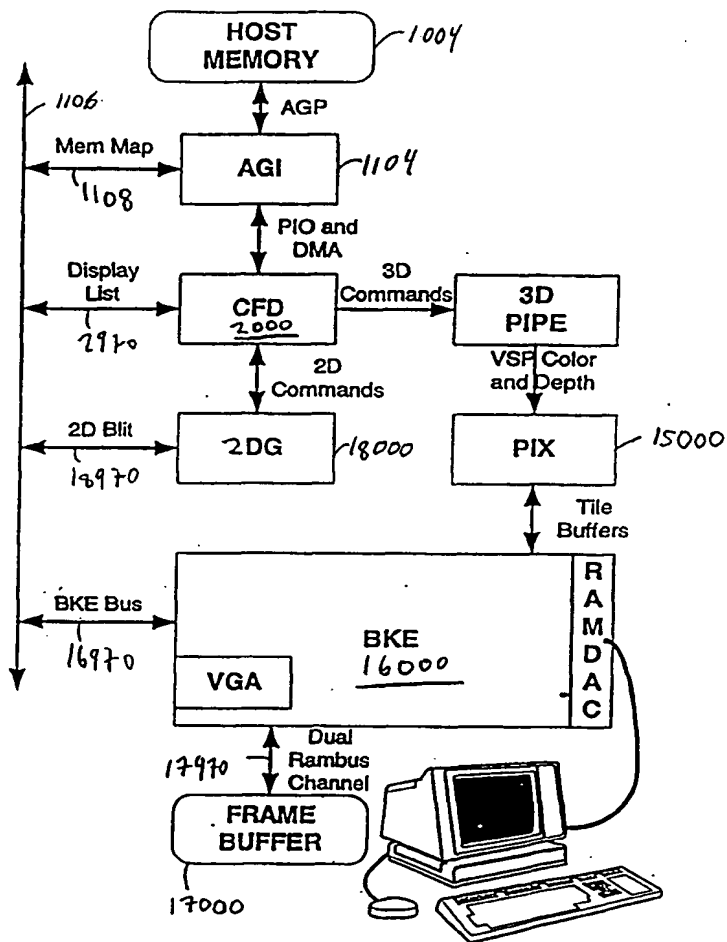 HOST
MEMORY
1004
AGP
1106
Mem Map
1108
AGI
1104
PIO and
DMA
Display
List
2970
CFD
2000
3D
Commands
3D
PIPE
2D
Commands
VSP Color
and Depth
2D Blit
18970
2DG
18000
PIX
15000
Tile
Buffers
BKE Bus
16970
BKE
16000
VGA
RAMDAC
17970
Dual
Rambus
Channel
FRAME
BUFFER
17000